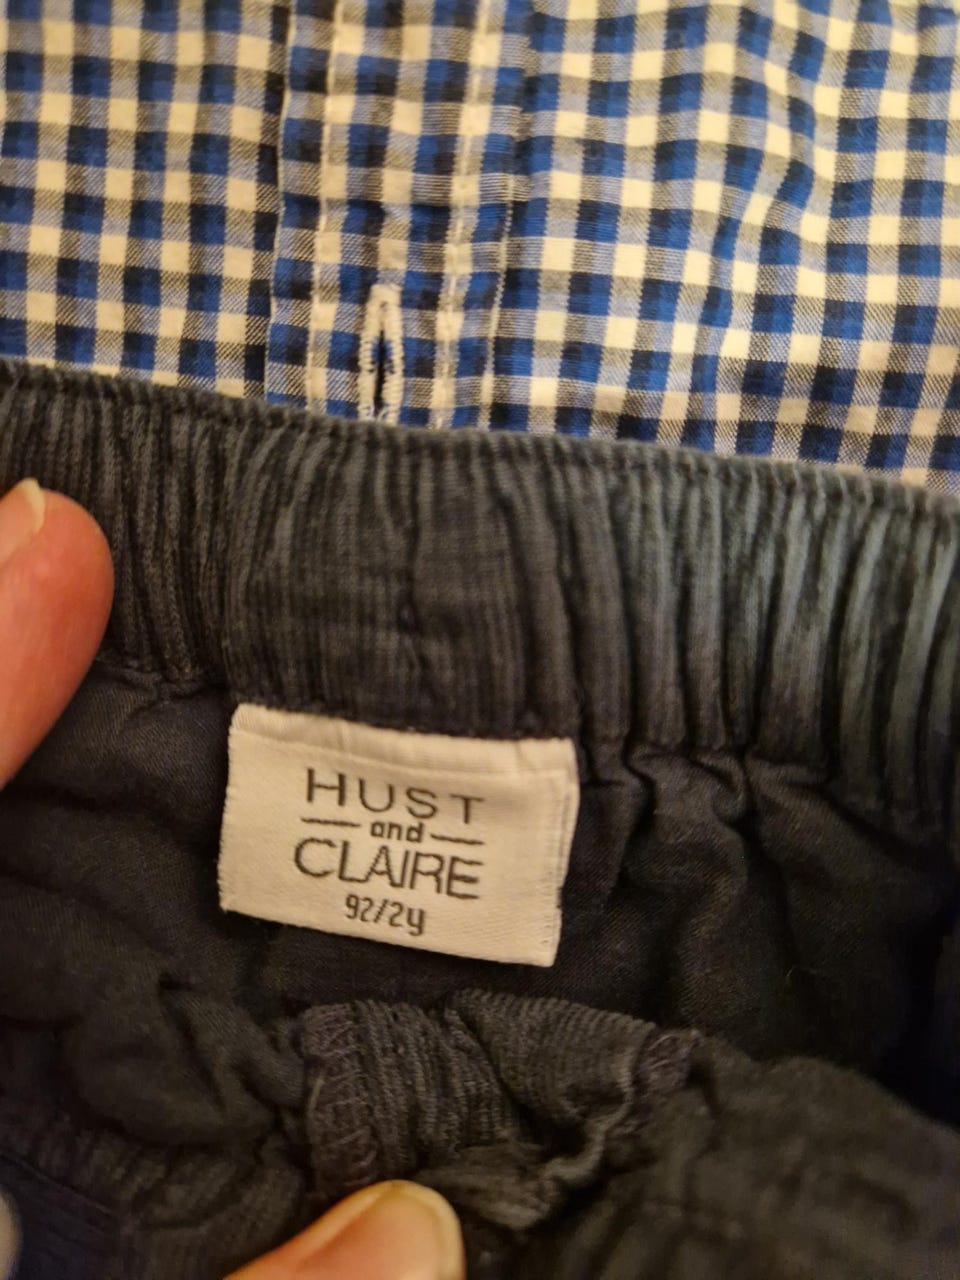 HUST
and
CLAIRE
92/2y